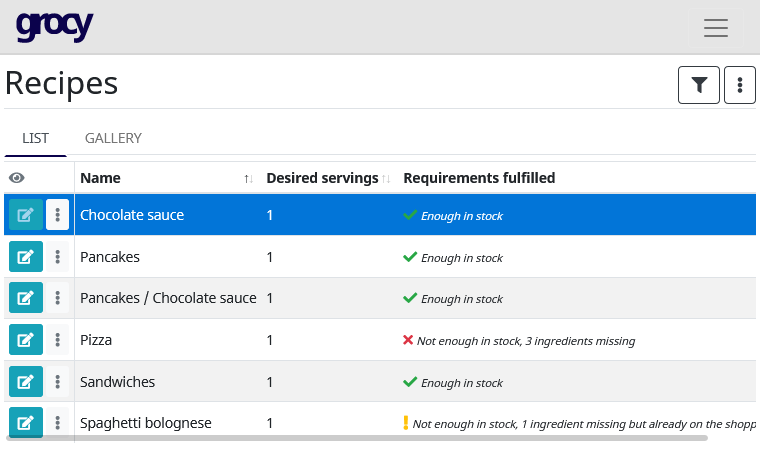 grocy
Recipes
LIST GALLERY
Name Desired servings Requirements fulfilled
Chocolate sauce 1 Enough in stock
Pancakes 1 Enough in stock
Pancakes / Chocolate sauce 1 Enough in stock
Pizza 1 Not enough in stock, 3 ingredients missing
Sandwiches 1 Enough in stock
Spaghetti bolognese 1 Not enough in stock, 1 ingredient missing but already on the shopp